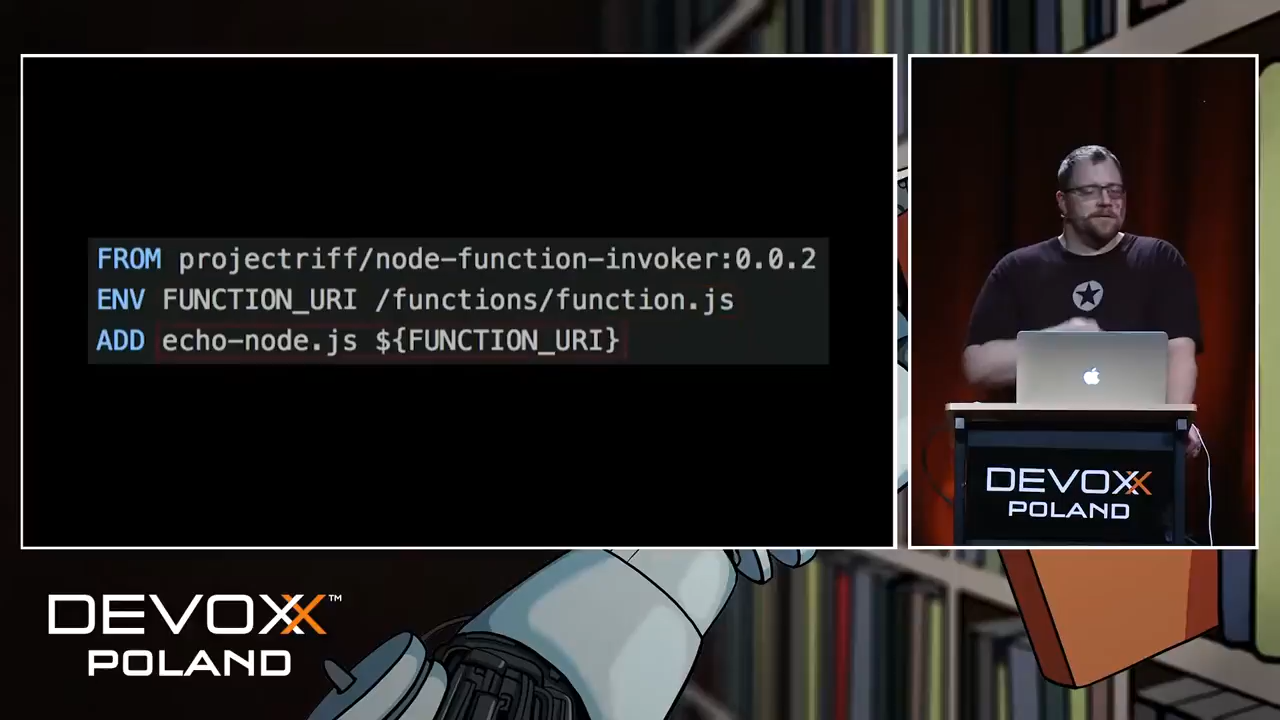 FROM projectriff/node-function-invoker:0.0.2
ENV FUNCTION_URI /functions/function.js
ADD echo-node.js ${FUNCTION_URI}
DEVOXX
POLAND
DEVOXX™
POLAND